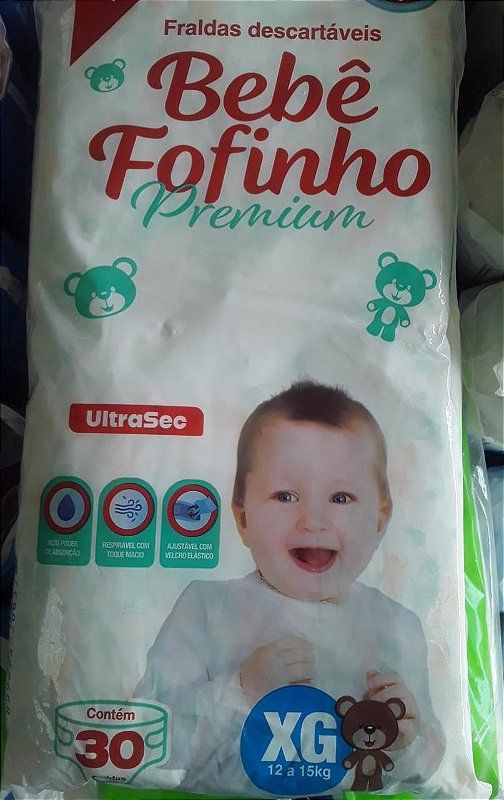 Fraldas descartáveis
Bebê
Fofinho
Premium
UltraSec
ALTO PODER
DE ABSORÇÃO
RESPIRÁVEL COM
TOQUE MACIO
AJUSTÁVEL COM
VELCRO ELÁSTICO
Contém
30
XG
12 a 15kg